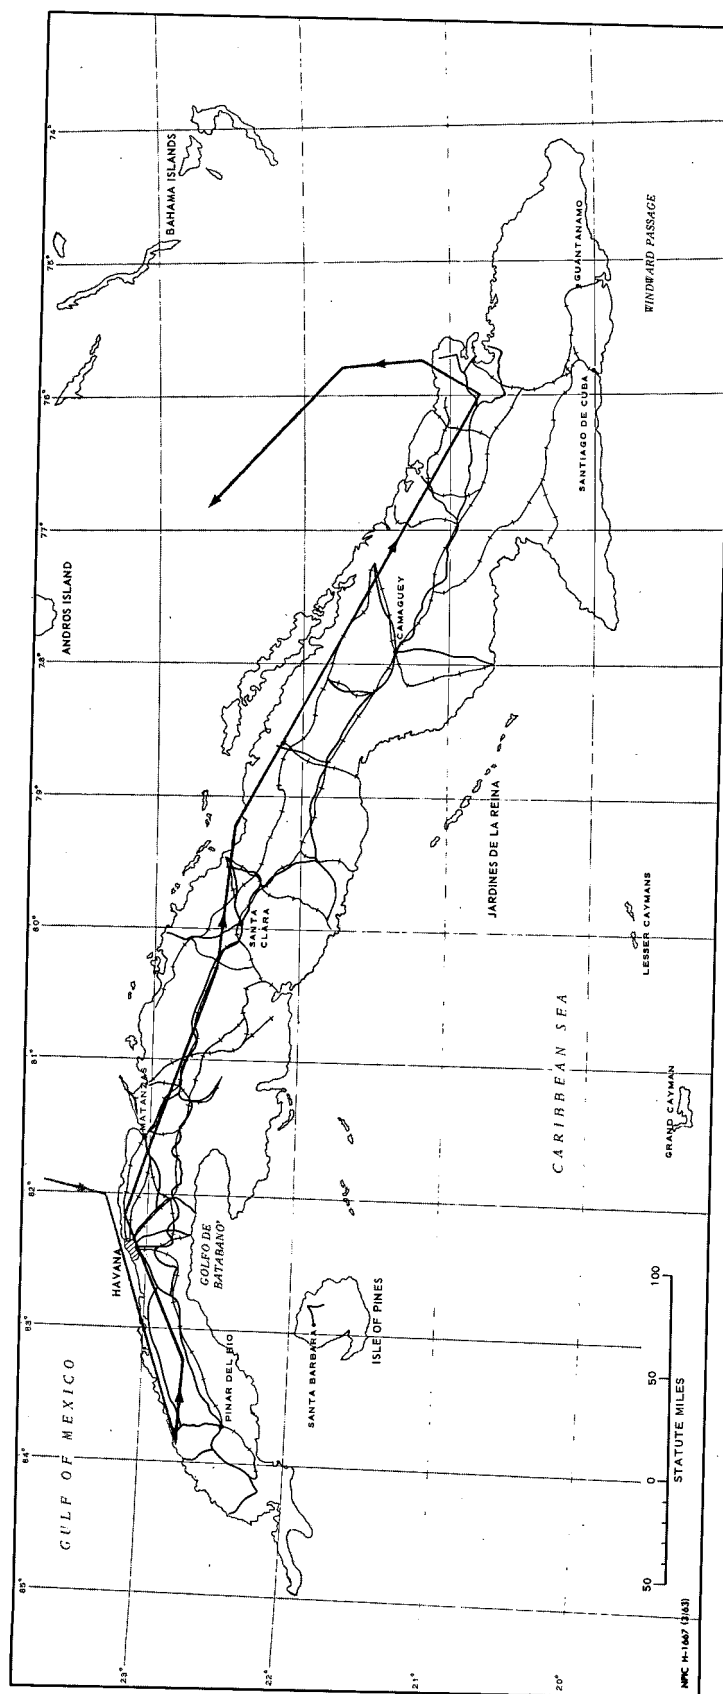 GULF OF MEXICO
HAVANA
MATANZAS
PINAR DEL RIO
GOLFO DE
BATABANO
SANTA BARBARA
ISLE OF PINES
SANTA
CLARA
CAMAGUEY
ANDROS ISLAND
BAHAMA ISLANDS
JARDINES DE LA REINA
CARIBBEAN SEA
GRAND CAYMAN
LESSER CAYMANS
SANTIAGO DE CUBA
GUANTANAMO
WINDWARD PASSAGE
85°
84°
83°
82°
81°
80°
79°
78°
77°
76°
75°
74°
23°
22°
21°
20°
50 0 50 100
STATUTE MILES
NPIC H-1667 (3/63)